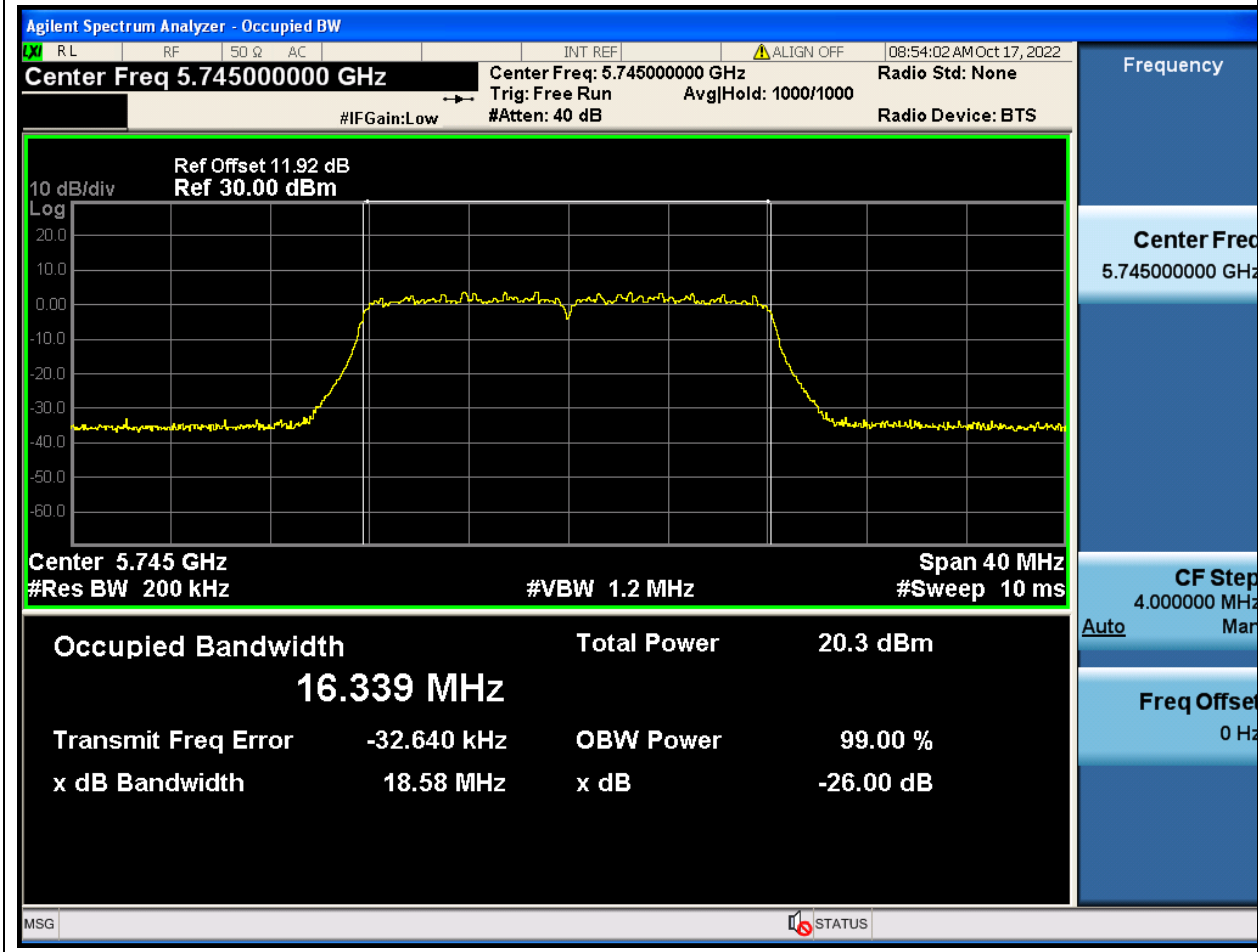 Agilent Spectrum Analyzer - Occupied BW
LXI RL RF 50 Ω AC INT REF ALIGN OFF 08:54:02 AM Oct 17, 2022
Center Freq 5.745000000 GHz
Center Freq: 5.745000000 GHz Radio Std: None
Trig: Free Run Avg|Hold: 1000/1000
#IFGain:Low #Atten: 40 dB Radio Device: BTS
Ref Offset 11.92 dB
10 dB/div Ref 30.00 dBm
Log
20.0
10.0
0.00
-10.0
-20.0
-30.0
-40.0
-50.0
-60.0
Center 5.745 GHz Span 40 MHz
#Res BW 200 kHz #VBW 1.2 MHz #Sweep 10 ms
Occupied Bandwidth Total Power 20.3 dBm
16.339 MHz
Transmit Freq Error -32.640 kHz OBW Power 99.00 %
x dB Bandwidth 18.58 MHz x dB -26.00 dB
MSG STATUS
Frequency
Center Freq
5.745000000 GHz
CF Step
4.000000 MHz
Auto Man
Freq Offset
0 Hz